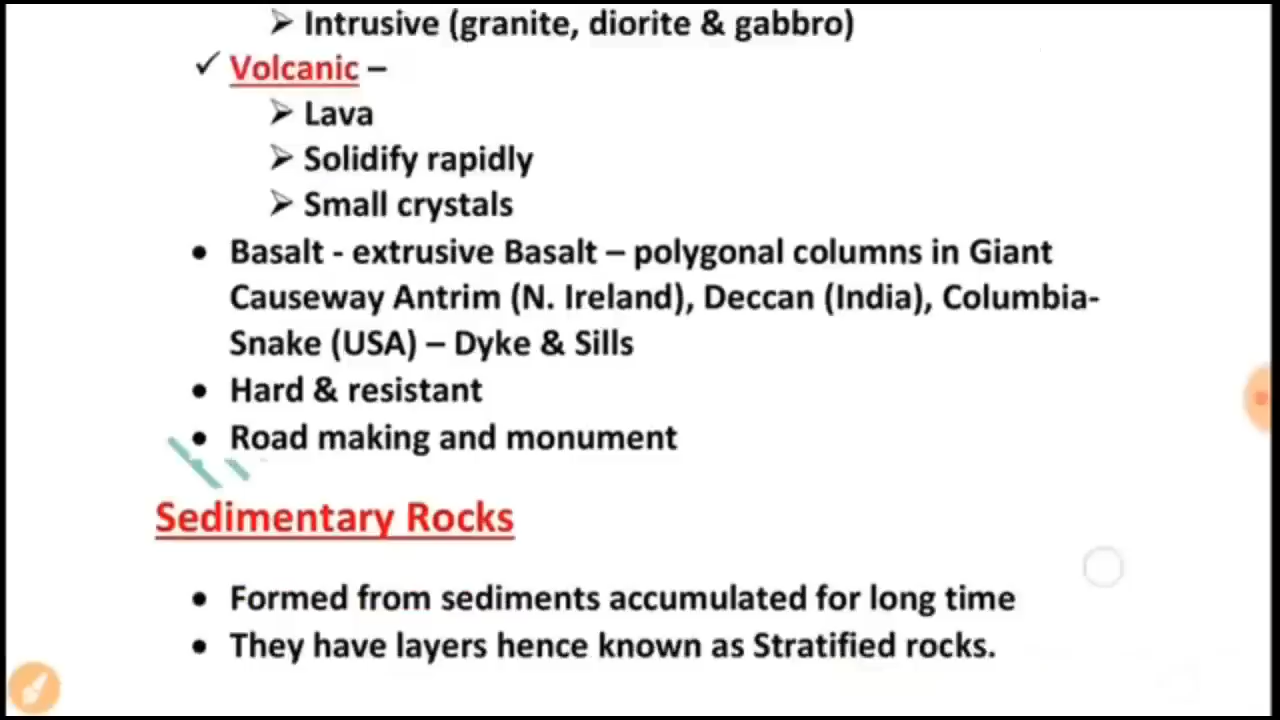 ➢ Intrusive (granite, diorite & gabbro)
✓ Volcanic –
➢ Lava
➢ Solidify rapidly
➢ Small crystals
• Basalt - extrusive Basalt – polygonal columns in Giant
Causeway Antrim (N. Ireland), Deccan (India), Columbia-
Snake (USA) – Dyke & Sills
• Hard & resistant
• Road making and monument
Sedimentary Rocks
• Formed from sediments accumulated for long time
• They have layers hence known as Stratified rocks.